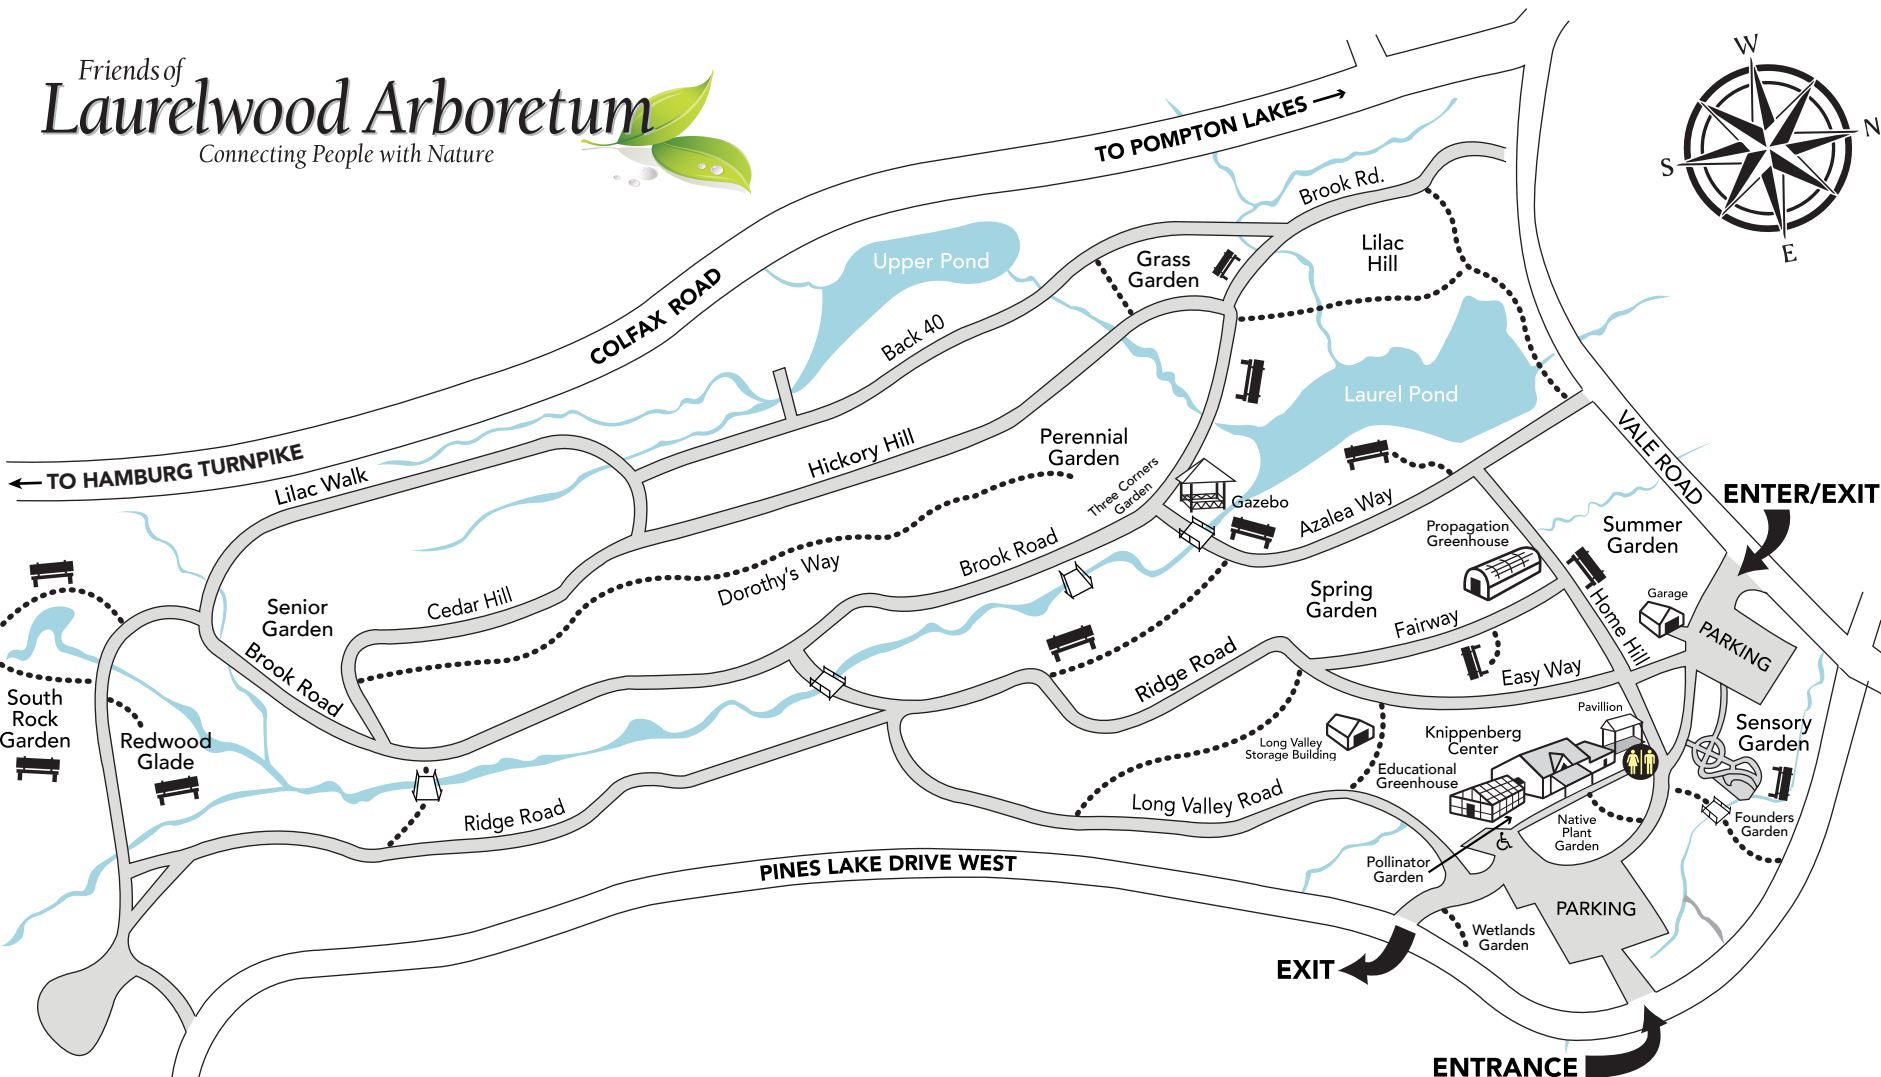 Friends of
Laurelwood Arboretum
Connecting People with Nature
W
N
S
E
TO POMPTON LAKES →
Brook Rd.
Lilac
Hill
Grass
Garden
Upper Pond
COLFAX ROAD
Back 40
Laurel Pond
← TO HAMBURG TURNPIKE
Lilac Walk
Hickory Hill
Perennial
Garden
Three Corners
Garden
Gazebo
Azalea Way
VALE ROAD
ENTER/EXIT
Propagation
Greenhouse
Summer
Garden
Garage
PARKING
Home Hill
Spring
Garden
Fairway
Easy Way
Brook Road
Dorothy's Way
Cedar Hill
Senior
Garden
Brook Road
South
Rock
Garden
Redwood
Glade
Ridge Road
Ridge Road
Long Valley
Storage Building
Long Valley Road
Pavillion
Knippenberg
Center
Educational
Greenhouse
Sensory
Garden
Founders
Garden
Native
Plant
Garden
Pollinator
Garden
PARKING
Wetlands
Garden
PINES LAKE DRIVE WEST
EXIT
ENTRANCE